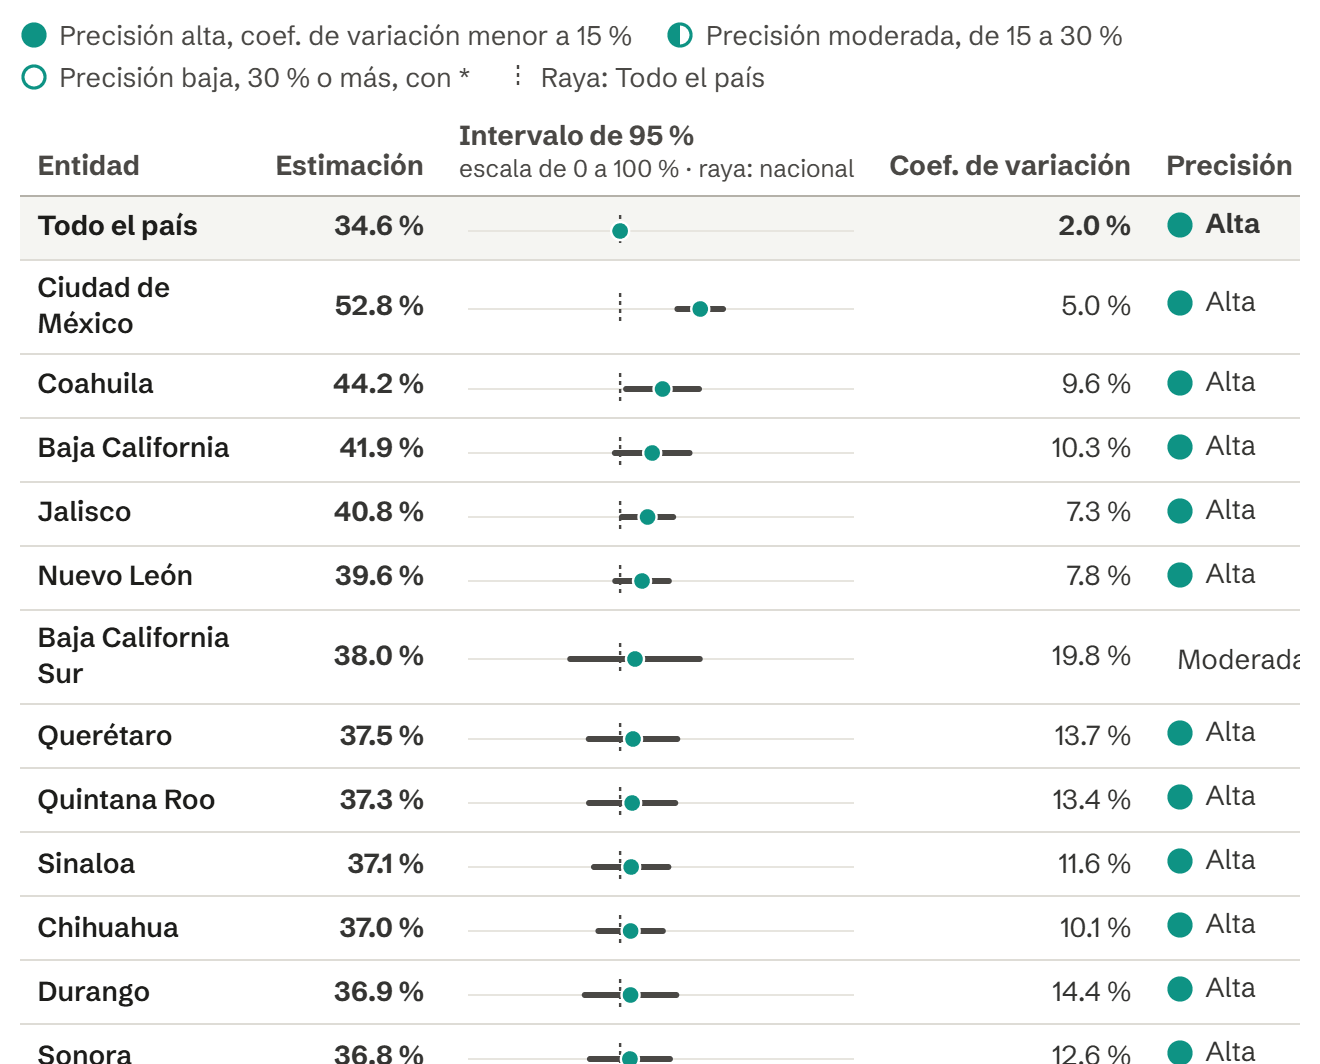 Precisión alta, coef. de variación menor a 15 % Precisión moderada, de 15 a 30 %
Precisión baja, 30 % o más, con * Raya: Todo el país
Entidad Estimación Intervalo de 95 % escala de 0 a 100 % · raya: nacional Coef. de variación Precisión
Todo el país 34.6 % 2.0 % Alta
Ciudad de México 52.8 % 5.0 % Alta
Coahuila 44.2 % 9.6 % Alta
Baja California 41.9 % 10.3 % Alta
Jalisco 40.8 % 7.3 % Alta
Nuevo León 39.6 % 7.8 % Alta
Baja California Sur 38.0 % 19.8 % Moderada
Querétaro 37.5 % 13.7 % Alta
Quintana Roo 37.3 % 13.4 % Alta
Sinaloa 37.1 % 11.6 % Alta
Chihuahua 37.0 % 10.1 % Alta
Durango 36.9 % 14.4 % Alta
Sonora 36.8 % 12.6 % Alta